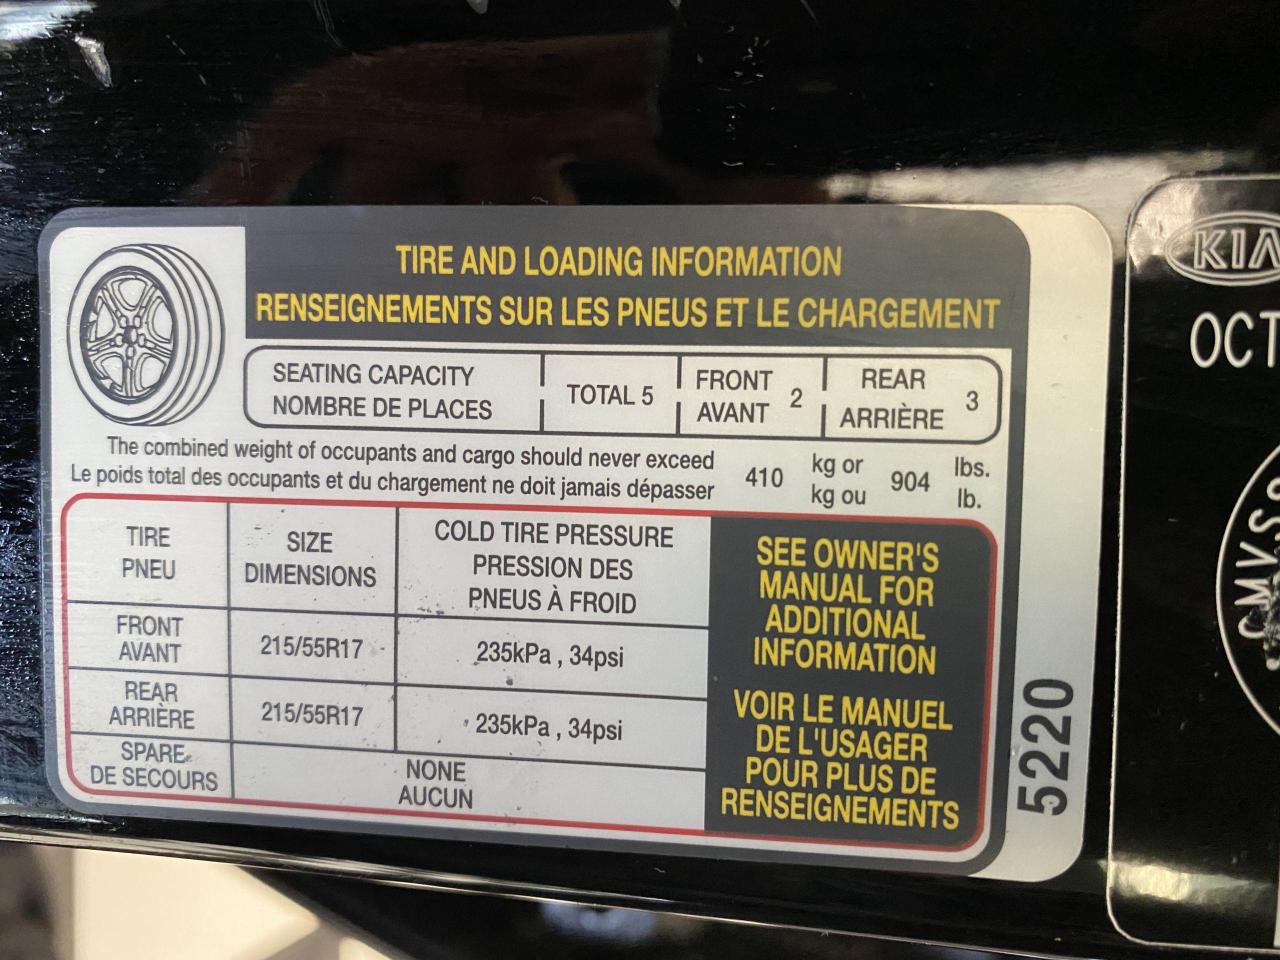 TIRE AND LOADING INFORMATION
RENSEIGNEMENTS SUR LES PNEUS ET LE CHARGEMENT
SEATING CAPACITY
NOMBRE DE PLACES
TOTAL 5
FRONT
AVANT
2
REAR
ARRIÈRE
3
The combined weight of occupants and cargo should never exceed
Le poids total des occupants et du chargement ne doit jamais dépasser
410
kg or
kg ou
904
lbs.
lb.
TIRE
PNEU
SIZE
DIMENSIONS
COLD TIRE PRESSURE
PRESSION DES
PNEUS À FROID
FRONT
AVANT
215/55R17
235kPa , 34psi
REAR
ARRIÈRE
215/55R17
235kPa , 34psi
SPARE
DE SECOURS
NONE
AUCUN
SEE OWNER'S
MANUAL FOR
ADDITIONAL
INFORMATION
VOIR LE MANUEL
DE L'USAGER
POUR PLUS DE
RENSEIGNEMENTS
5220
KIA
OCT
CMVS